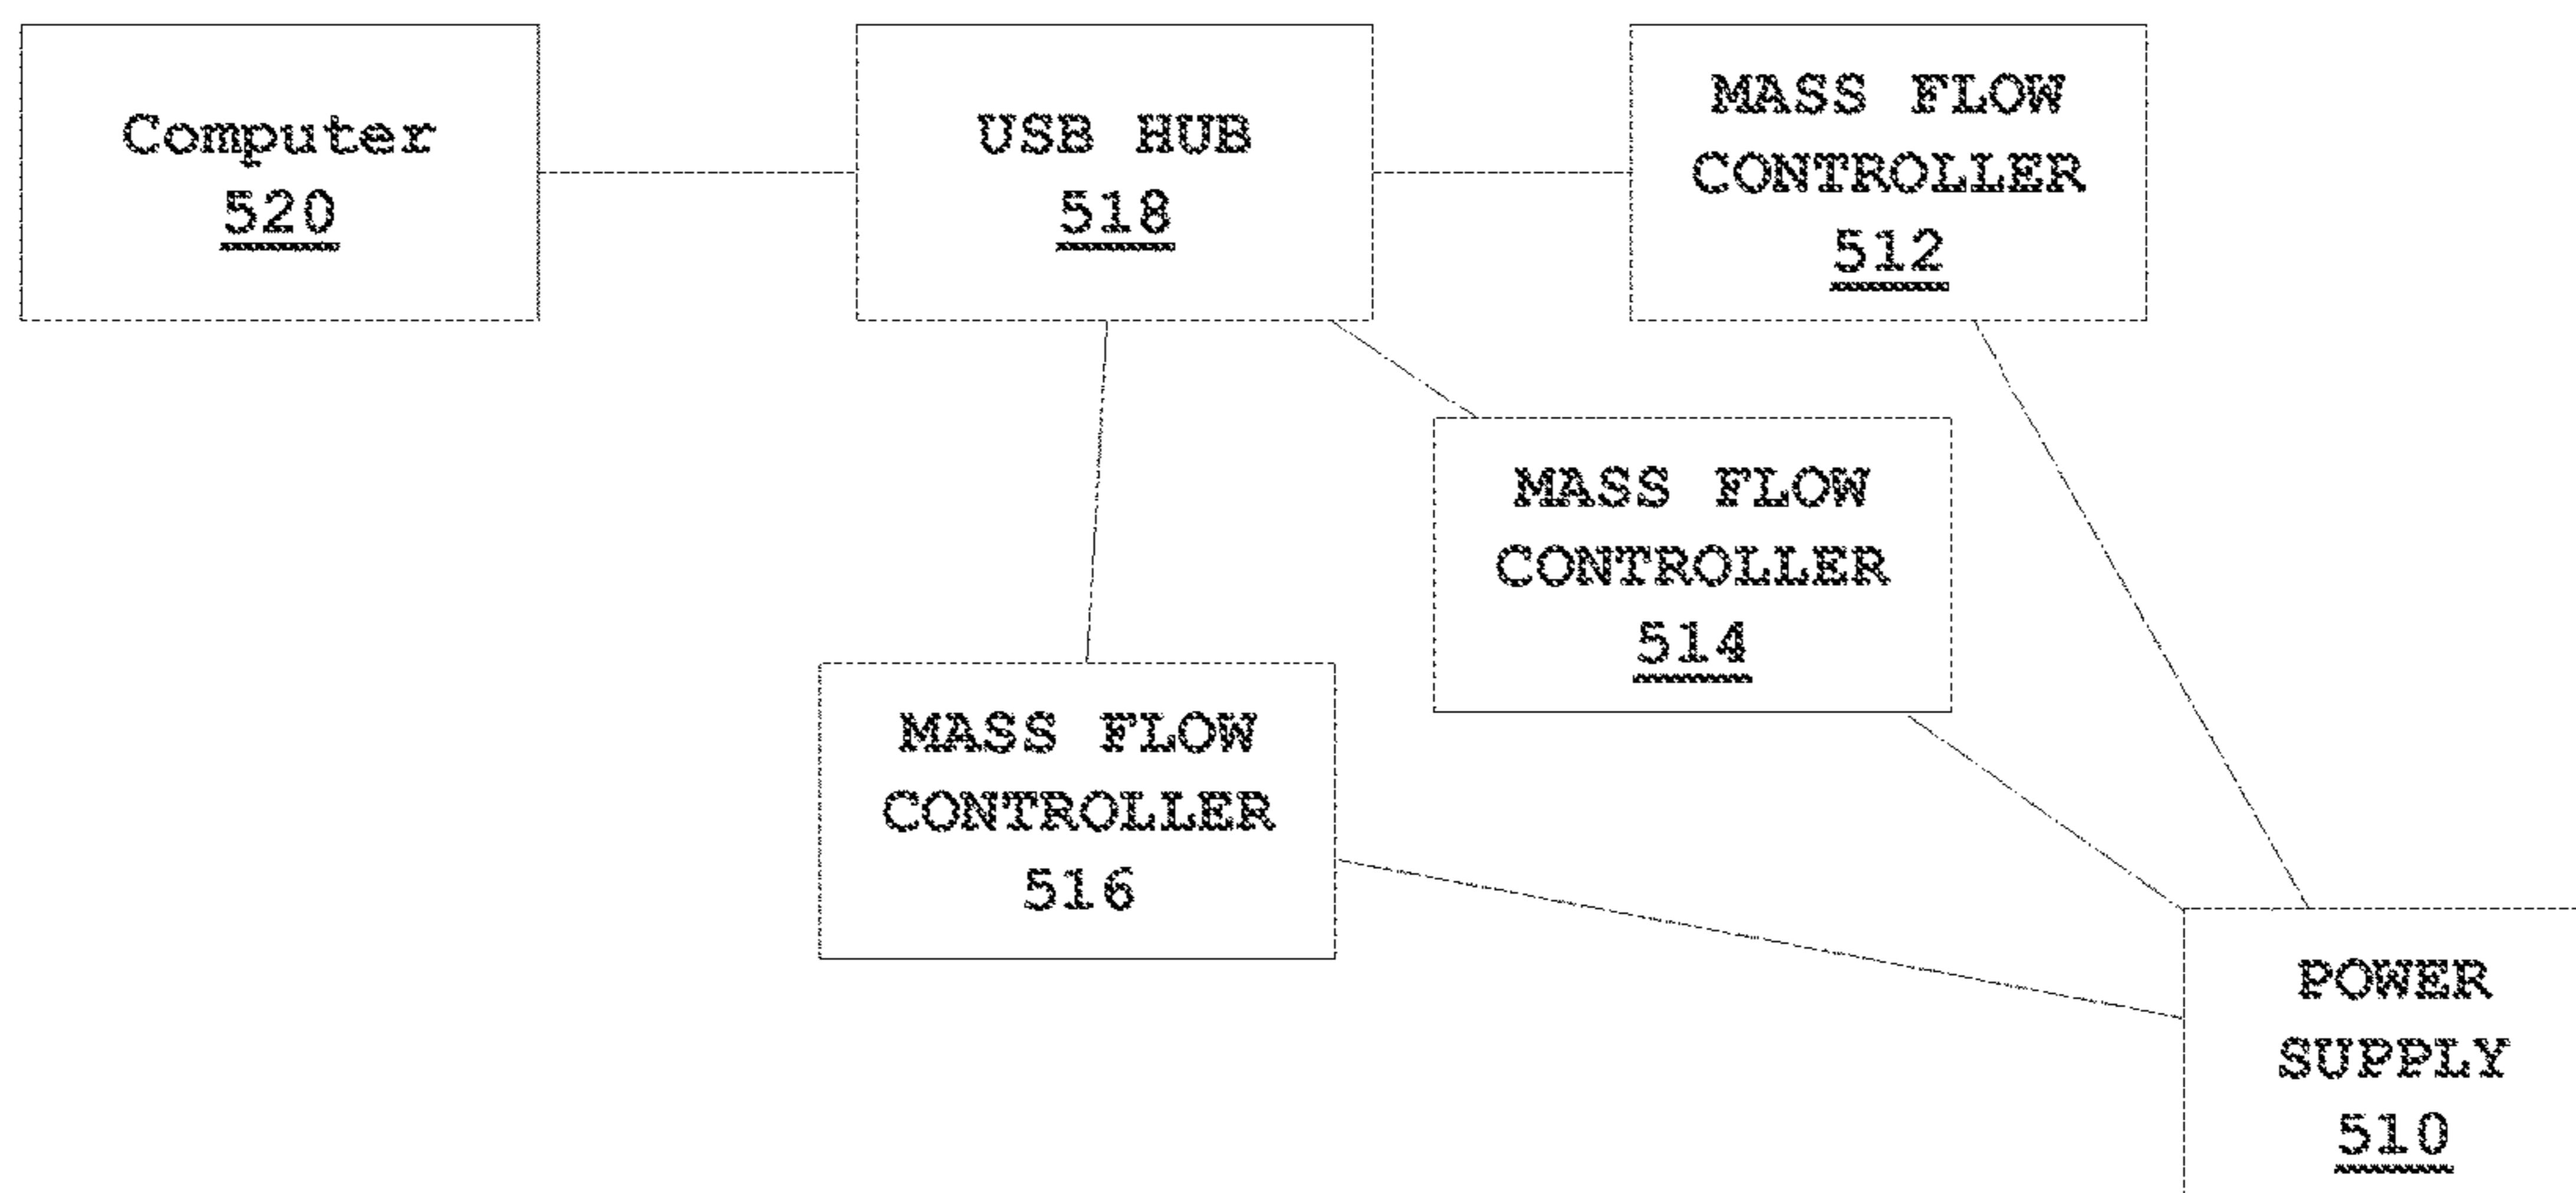 Computer
520
USB HUB
518
MASS FLOW
CONTROLLER
512
MASS FLOW
CONTROLLER
514
MASS FLOW
CONTROLLER
516
POWER
SUPPLY
510